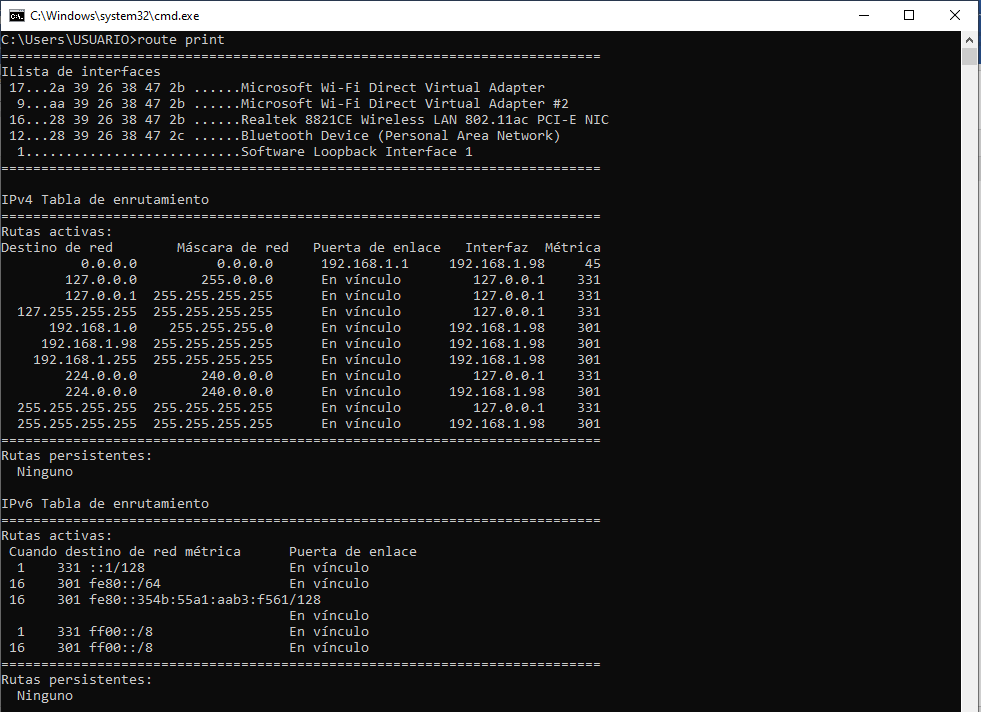 C:\Windows\system32\cmd.exe
C:\Users\USUARIO>route print
===========================================================================
ILista de interfaces
 17...2a 39 26 38 47 2b ......Microsoft Wi-Fi Direct Virtual Adapter
  9...aa 39 26 38 47 2b ......Microsoft Wi-Fi Direct Virtual Adapter #2
 16...28 39 26 38 47 2b ......Realtek 8821CE Wireless LAN 802.11ac PCI-E NIC
 12...28 39 26 38 47 2c ......Bluetooth Device (Personal Area Network)
  1...........................Software Loopback Interface 1
===========================================================================

IPv4 Tabla de enrutamiento
===========================================================================
Rutas activas:
Destino de red        Máscara de red   Puerta de enlace   Interfaz  Métrica
          0.0.0.0          0.0.0.0      192.168.1.1     192.168.1.98     45
        127.0.0.0        255.0.0.0      En vínculo         127.0.0.1    331
        127.0.0.1  255.255.255.255      En vínculo         127.0.0.1    331
  127.255.255.255  255.255.255.255      En vínculo         127.0.0.1    331
      192.168.1.0    255.255.255.0      En vínculo      192.168.1.98    301
     192.168.1.98  255.255.255.255      En vínculo      192.168.1.98    301
    192.168.1.255  255.255.255.255      En vínculo      192.168.1.98    301
        224.0.0.0        240.0.0.0      En vínculo         127.0.0.1    331
        224.0.0.0        240.0.0.0      En vínculo      192.168.1.98    301
  255.255.255.255  255.255.255.255      En vínculo         127.0.0.1    331
  255.255.255.255  255.255.255.255      En vínculo      192.168.1.98    301
===========================================================================
Rutas persistentes:
  Ninguno

IPv6 Tabla de enrutamiento
===========================================================================
Rutas activas:
 Cuando destino de red métrica      Puerta de enlace
  1    331 ::1/128                  En vínculo
 16    301 fe80::/64                En vínculo
 16    301 fe80::354b:55a1:aab3:f561/128
                                    En vínculo
  1    331 ff00::/8                 En vínculo
 16    301 ff00::/8                 En vínculo
===========================================================================
Rutas persistentes:
  Ninguno